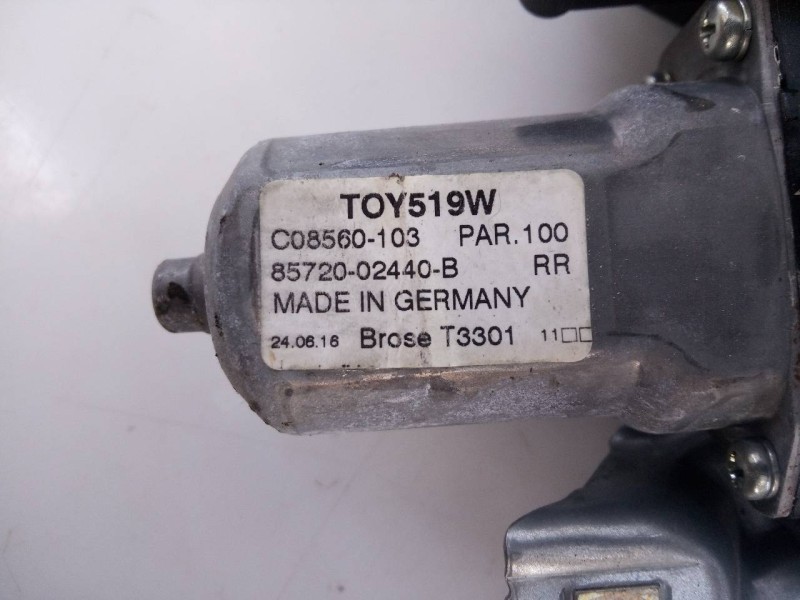 TOY519W
C08560-103 PAR.100
85720-02440-B RR
MADE IN GERMANY
24.06.16 Brose T3301 11□□